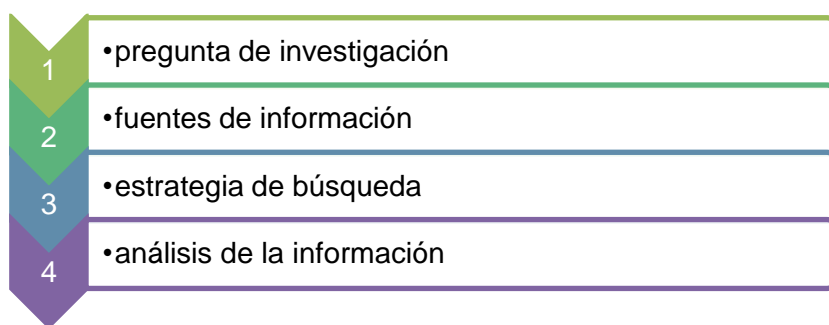 1
•pregunta de investigación
2
•fuentes de información
3
•estrategia de búsqueda
4
•análisis de la información